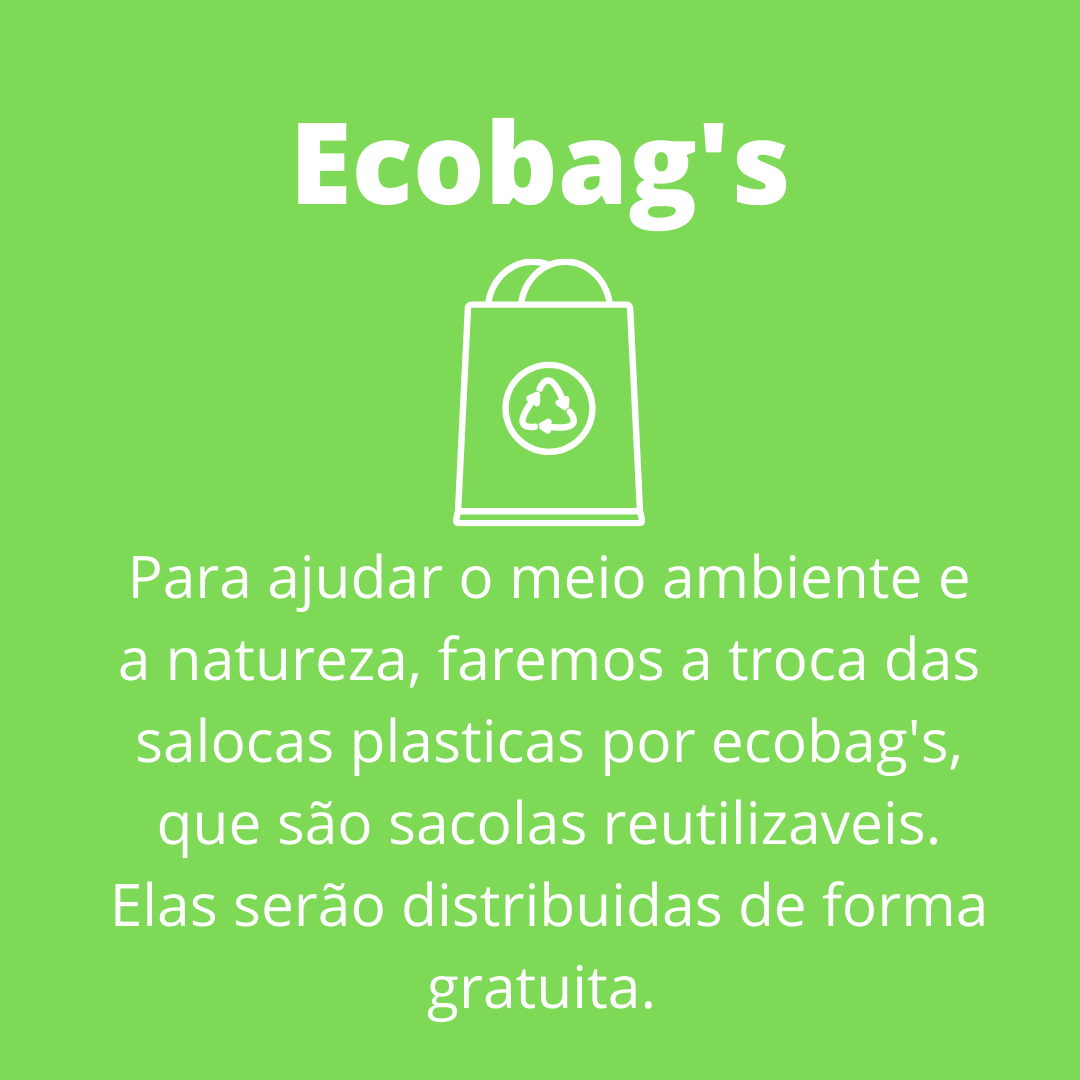 Ecobag's
Para ajudar o meio ambiente e
a natureza, faremos a troca das
salocas plasticas por ecobag's,
que são sacolas reutilizaveis.
Elas serão distribuidas de forma
gratuita.